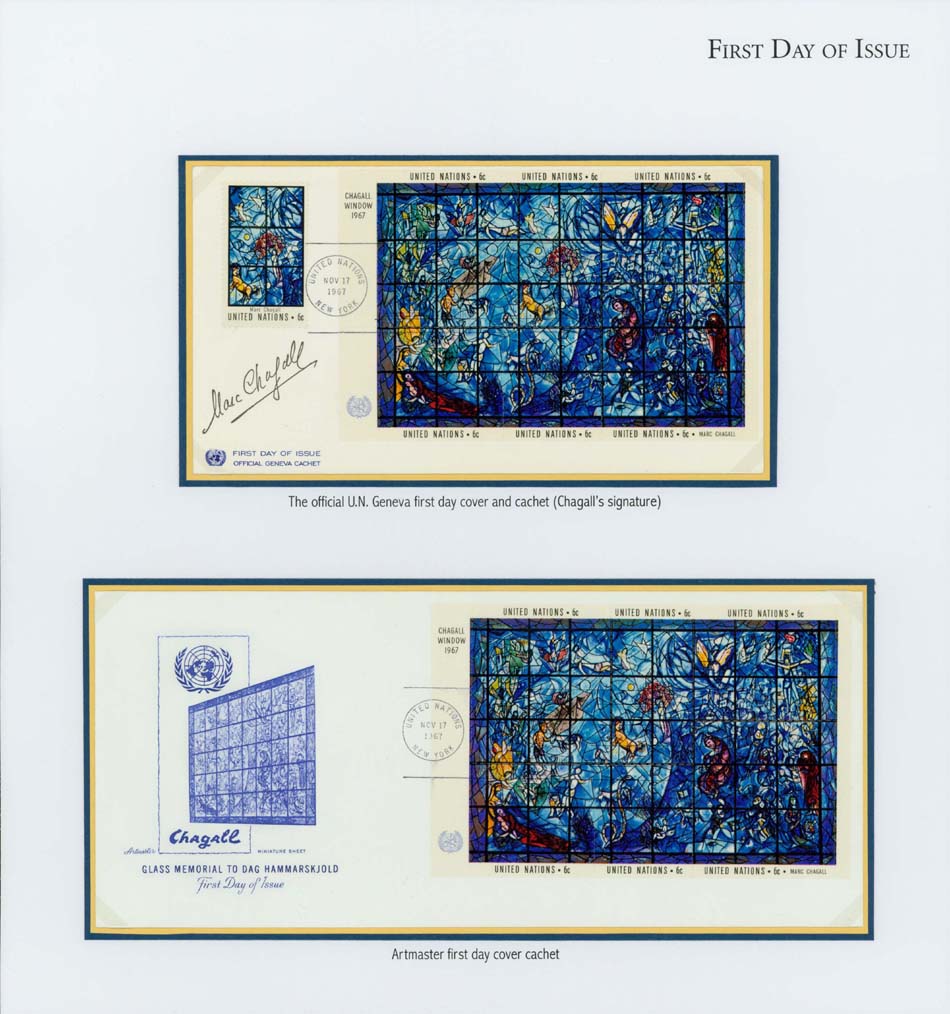 FIRST DAY OF ISSUE
UNITED NATIONS • 6c UNITED NATIONS • 6c UNITED NATIONS • 6c
CHAGALL
WINDOW
1967
UNITED NATIONS
NOV 17
1967
NEW YORK
Marc Chagall
UNITED NATIONS • 6c
Marc Chagall
UNITED NATIONS • 6c UNITED NATIONS • 6c UNITED NATIONS • 6c • MARC CHAGALL
FIRST DAY OF ISSUE
OFFICIAL GENEVA CACHET
The official U.N. Geneva first day cover and cachet (Chagall's signature)
UNITED NATIONS • 6c UNITED NATIONS • 6c UNITED NATIONS • 6c
CHAGALL
WINDOW
1967
UNITED NATIONS
NOV 17
1967
NEW YORK
Chagall
Artmaster MINIATURE SHEET
GLASS MEMORIAL TO DAG HAMMARSKJOLD
First Day of Issue
UNITED NATIONS • 6c UNITED NATIONS • 6c UNITED NATIONS • 6c • MARC CHAGALL
Artmaster first day cover cachet